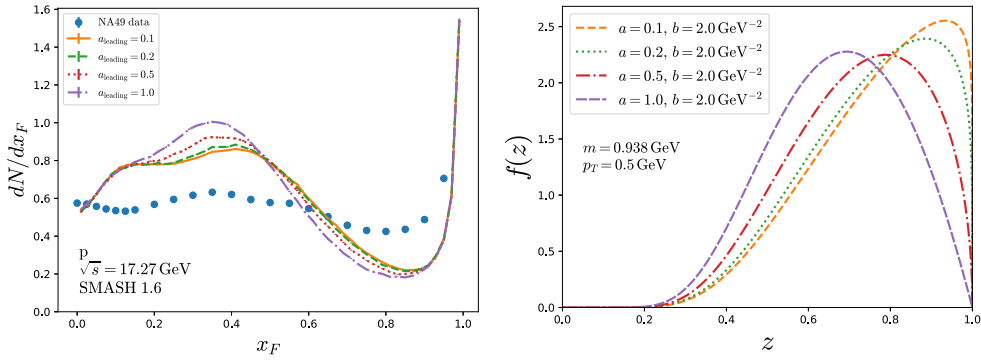 1.6
1.4
1.2
1.0
0.8
0.6
0.4
0.2
0.0
dN/dx_F
NA49 data
a_leading = 0.1
a_leading = 0.2
a_leading = 0.5
a_leading = 1.0
p
√s = 17.27 GeV
SMASH 1.6
0.0 0.2 0.4 0.6 0.8 1.0
x_F
2.5
2.0
1.5
1.0
0.5
0.0
f(z)
a = 0.1, b = 2.0 GeV⁻²
a = 0.2, b = 2.0 GeV⁻²
a = 0.5, b = 2.0 GeV⁻²
a = 1.0, b = 2.0 GeV⁻²
m = 0.938 GeV
p_T = 0.5 GeV
0.0 0.2 0.4 0.6 0.8 1.0
z